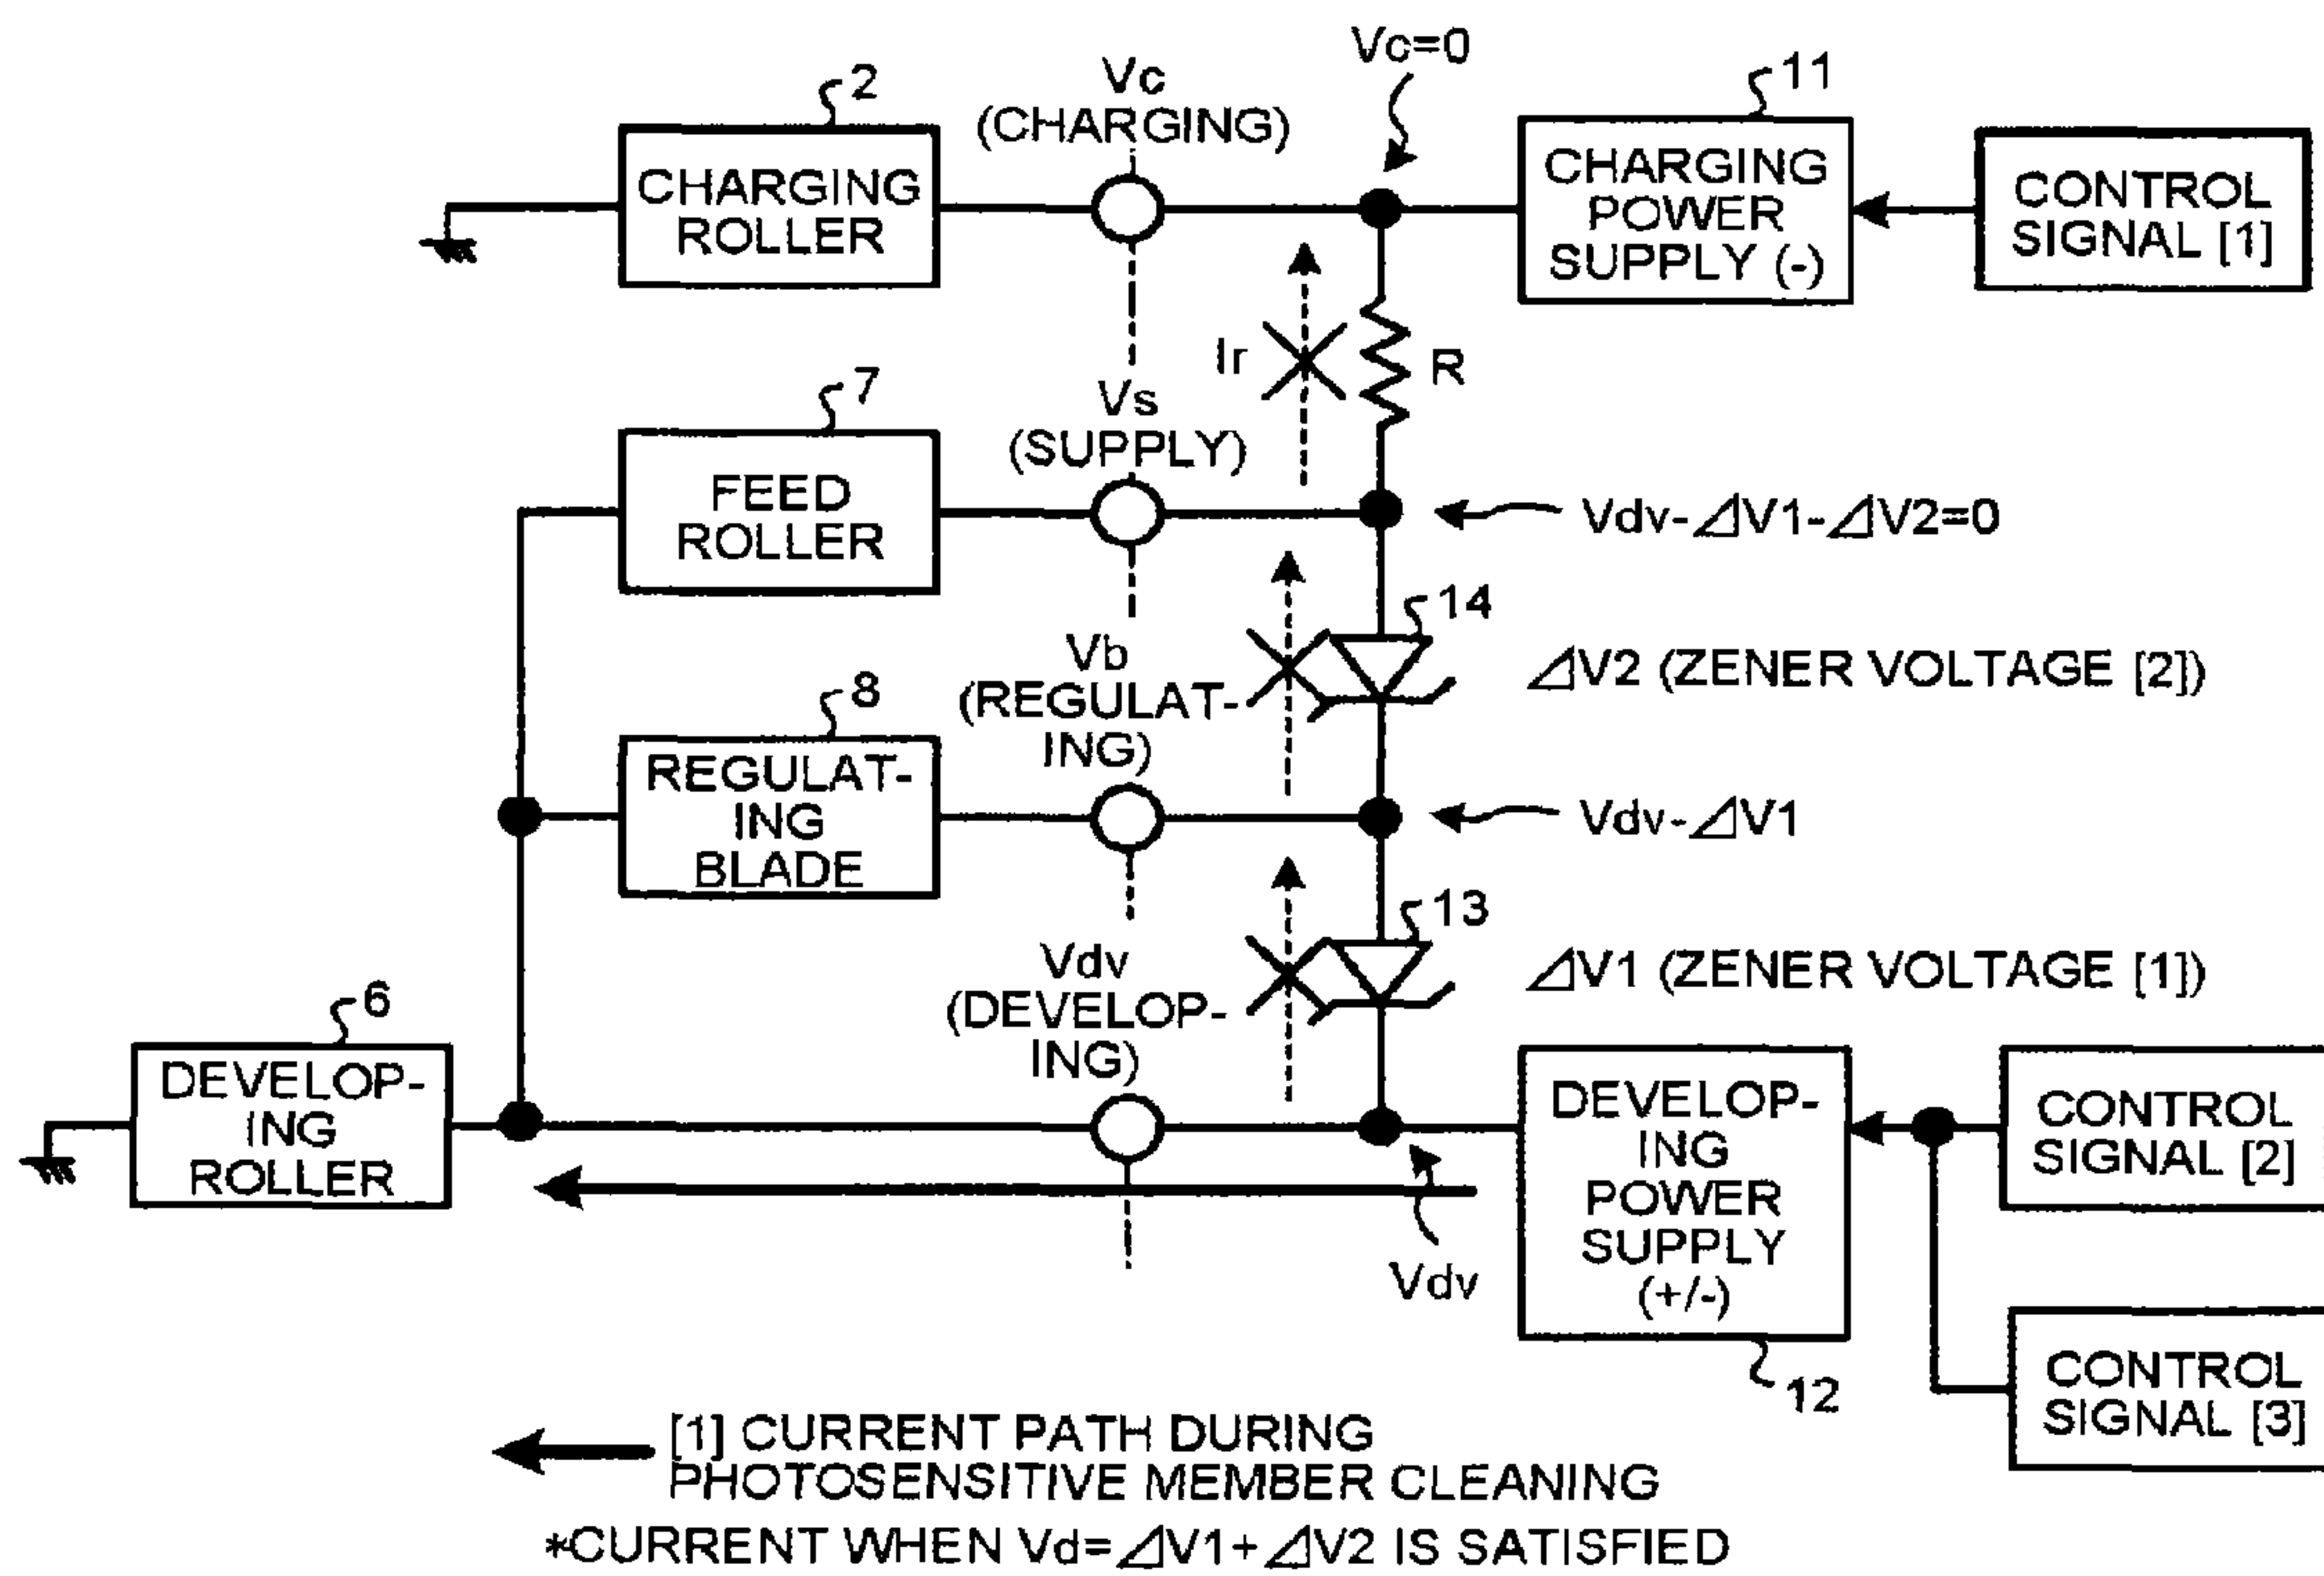 Vc=0
2
Vc
(CHARGING)
11
CHARGING
ROLLER
CHARGING
POWER
SUPPLY (-)
CONTROL
SIGNAL [1]
Ir
R
7
Vs
(SUPPLY)
FEED
ROLLER
Vdv-⊿V1-⊿V2=0
14
Vb
(REGULAT-
ING)
⊿V2 (ZENER VOLTAGE [2])
8
REGULAT-
ING
BLADE
Vdv-⊿V1
13
Vdv
(DEVELOP-
ING)
⊿V1 (ZENER VOLTAGE [1])
6
DEVELOP-
ING
ROLLER
DEVELOP-
ING
POWER
SUPPLY
(+/-)
CONTROL
SIGNAL [2]
Vdv
12
CONTROL
SIGNAL [3]
[1] CURRENT PATH DURING
PHOTOSENSITIVE MEMBER CLEANING
*CURRENT WHEN Vd=⊿V1+⊿V2 IS SATISFIED